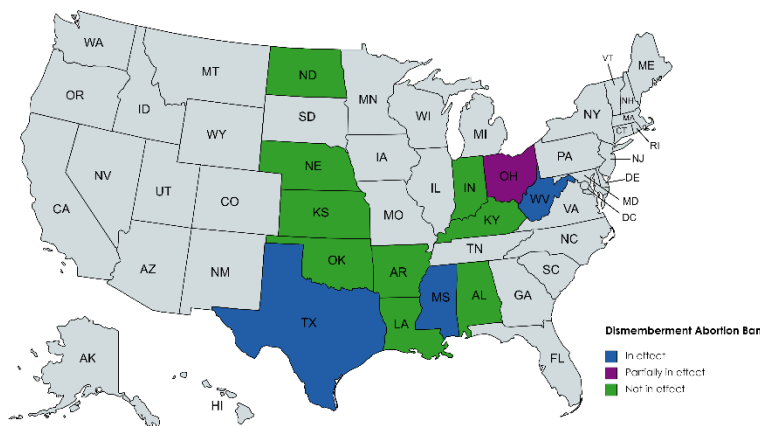 WA
MT
ND
MN
VT
ME
OR
ID
WI
NY
NH
MA
CT
RI
SD
MI
WY
PA
NJ
IA
NE
OH
DE
NV
IL
IN
MD
UT
CO
WV
DC
CA
KS
MO
KY
VA
TN
NC
AZ
NM
OK
AR
SC
MS
AL
GA
TX
LA
FL
AK
HI
Dismemberment Abortion Ban
In effect
Partially in effect
Not in effect